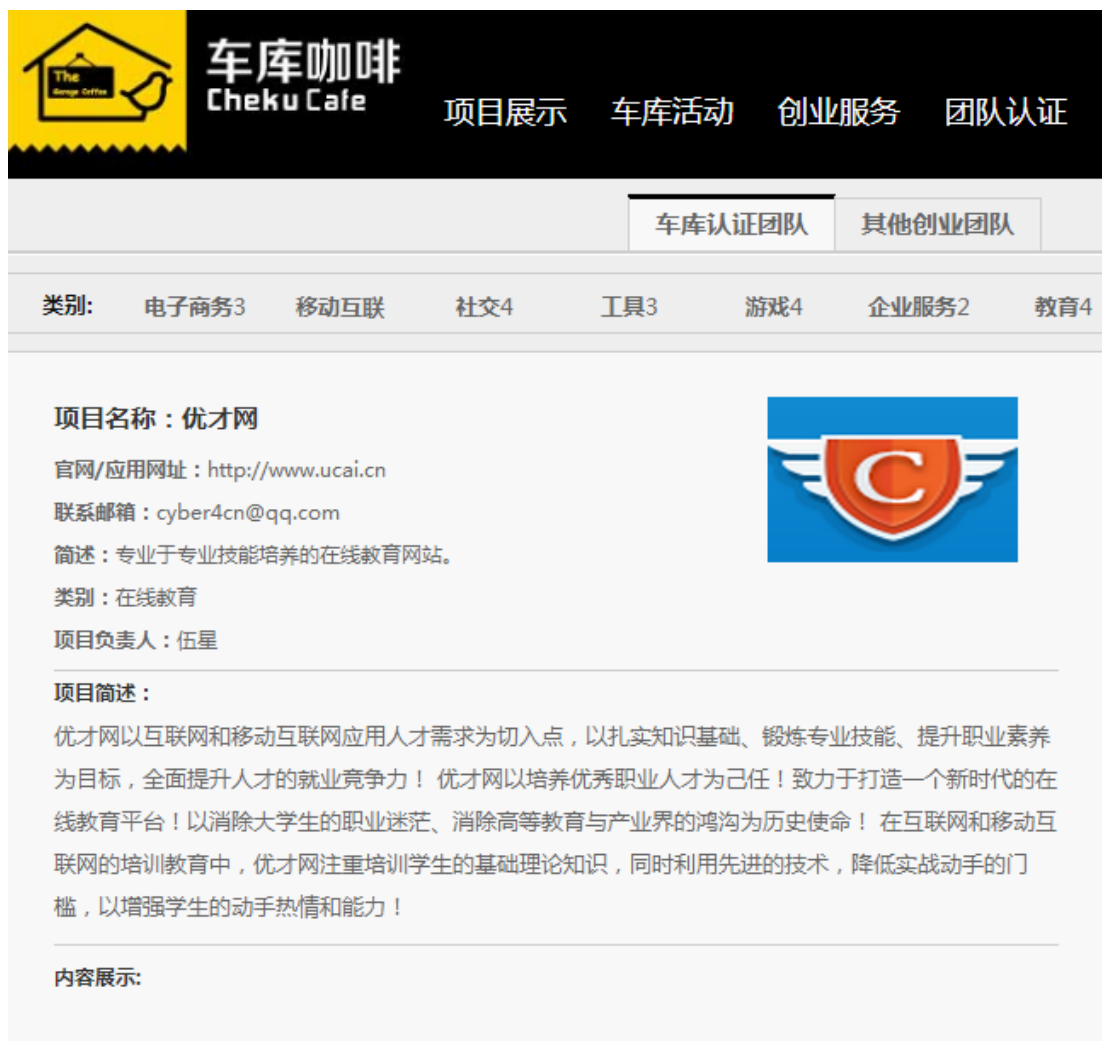 The
Garage Coffee
车库咖啡
Cheku Cafe
项目展示 车库活动 创业服务 团队认证
车库认证团队 其他创业团队
类别: 电子商务3 移动互联 社交4 工具3 游戏4 企业服务2 教育4
项目名称：优才网
官网/应用网址：http://www.ucai.cn
联系邮箱：cyber4cn@qq.com
简述：专业于专业技能培养的在线教育网站。
类别：在线教育
项目负责人：伍星
C
项目简述：
优才网以互联网和移动互联网应用人才需求为切入点，以扎实知识基础、锻炼专业技能、提升职业素养
为目标，全面提升人才的就业竞争力！ 优才网以培养优秀职业人才为己任！致力于打造一个新时代的在
线教育平台！以消除大学生的职业迷茫、消除高等教育与产业界的鸿沟为历史使命！ 在互联网和移动互
联网的培训教育中，优才网注重培训学生的基础理论知识，同时利用先进的技术，降低实战动手的门
槛，以增强学生的动手热情和能力！
内容展示: